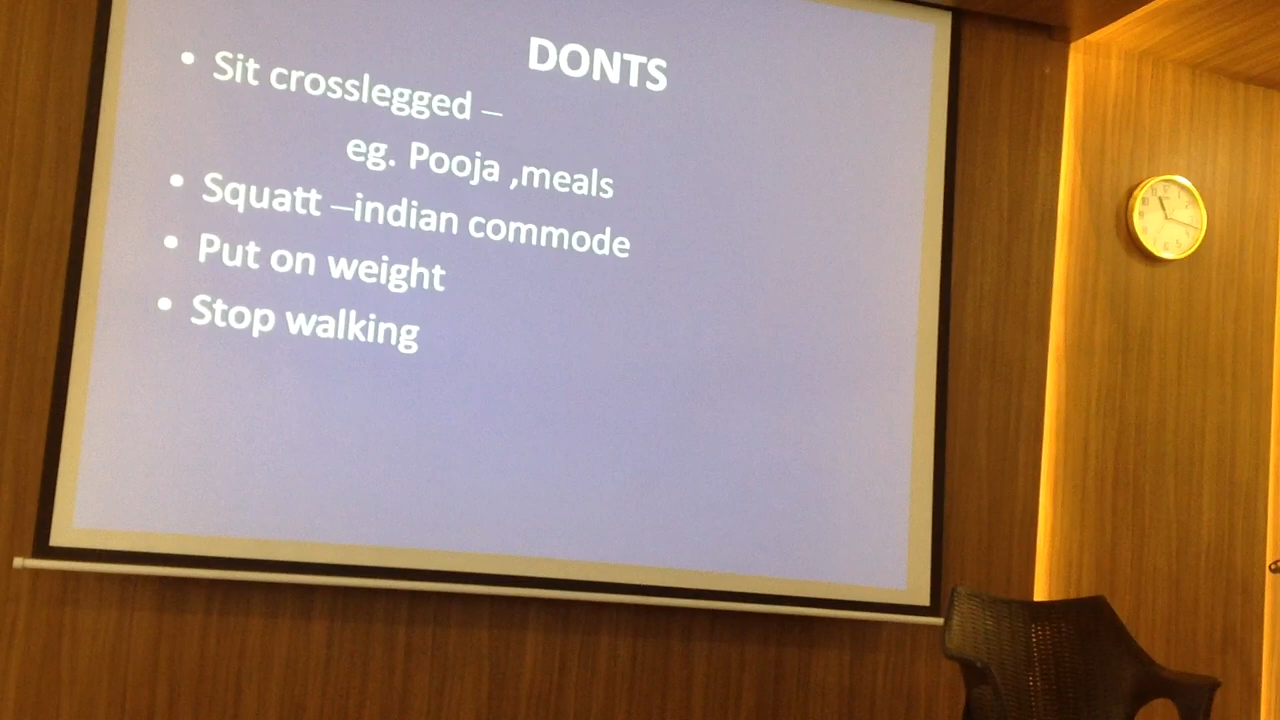 DONTS
• Sit crosslegged –
eg. Pooja ,meals
• Squatt –indian commode
• Put on weight
• Stop walking